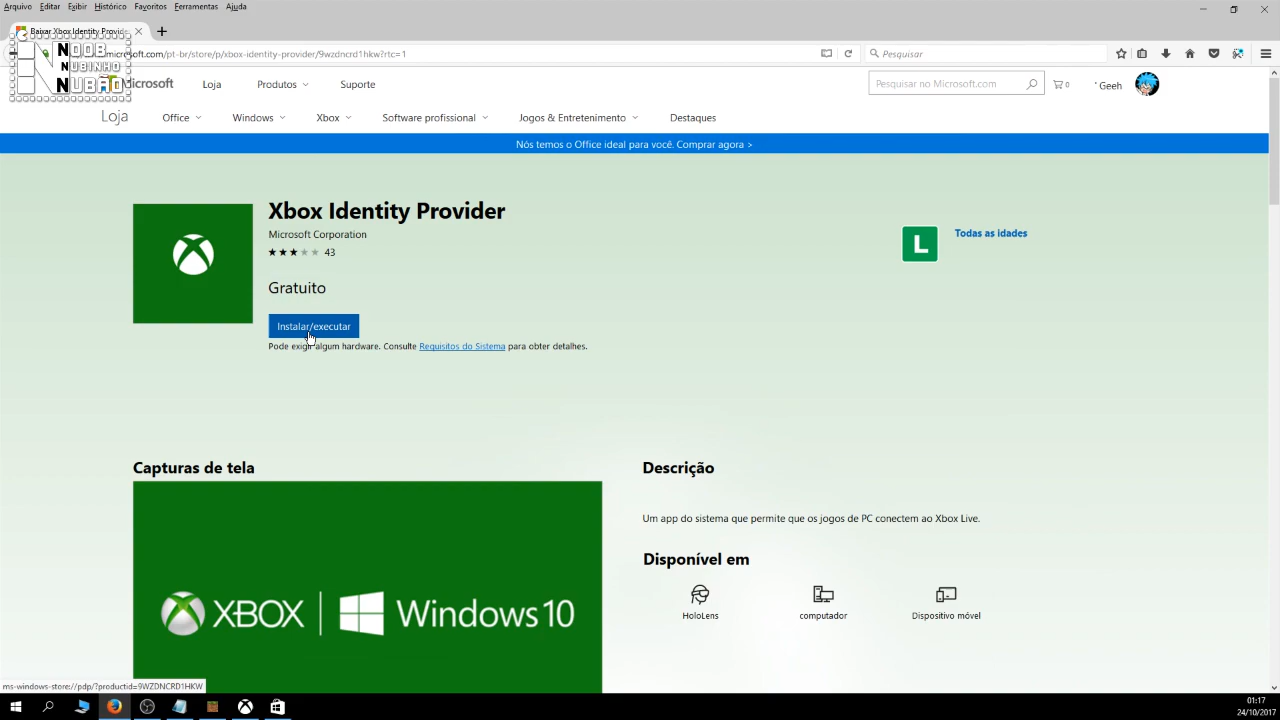 Arquivo Editar Exibir Histórico Favoritos Ferramentas Ajuda
Baixar Xbox Identity Provid
NOOB
NUBINHO
NUBÃO
microsoft.com/pt-br/store/p/xbox-identity-provider/9wzdncrd1hkw?rtc=1
Pesquisar
Microsoft Loja Produtos Suporte
Pesquisar no Microsoft.com
0
Geeh
Loja Office Windows Xbox Software profissional Jogos & Entretenimento Destaques
Nós temos o Office ideal para você. Comprar agora >
Xbox Identity Provider
Microsoft Corporation
43
L
Todas as idades
Gratuito
Instalar/executar
Pode exigir algum hardware. Consulte Requisitos do Sistema para obter detalhes.
Capturas de tela
XBOX | Windows 10
Descrição
Um app do sistema que permite que os jogos de PC conectem ao Xbox Live.
Disponível em
HoloLens computador Dispositivo móvel
ms-windows-store://pdp/?productid=9WZDNCRD1HKW
01:17
24/10/2017